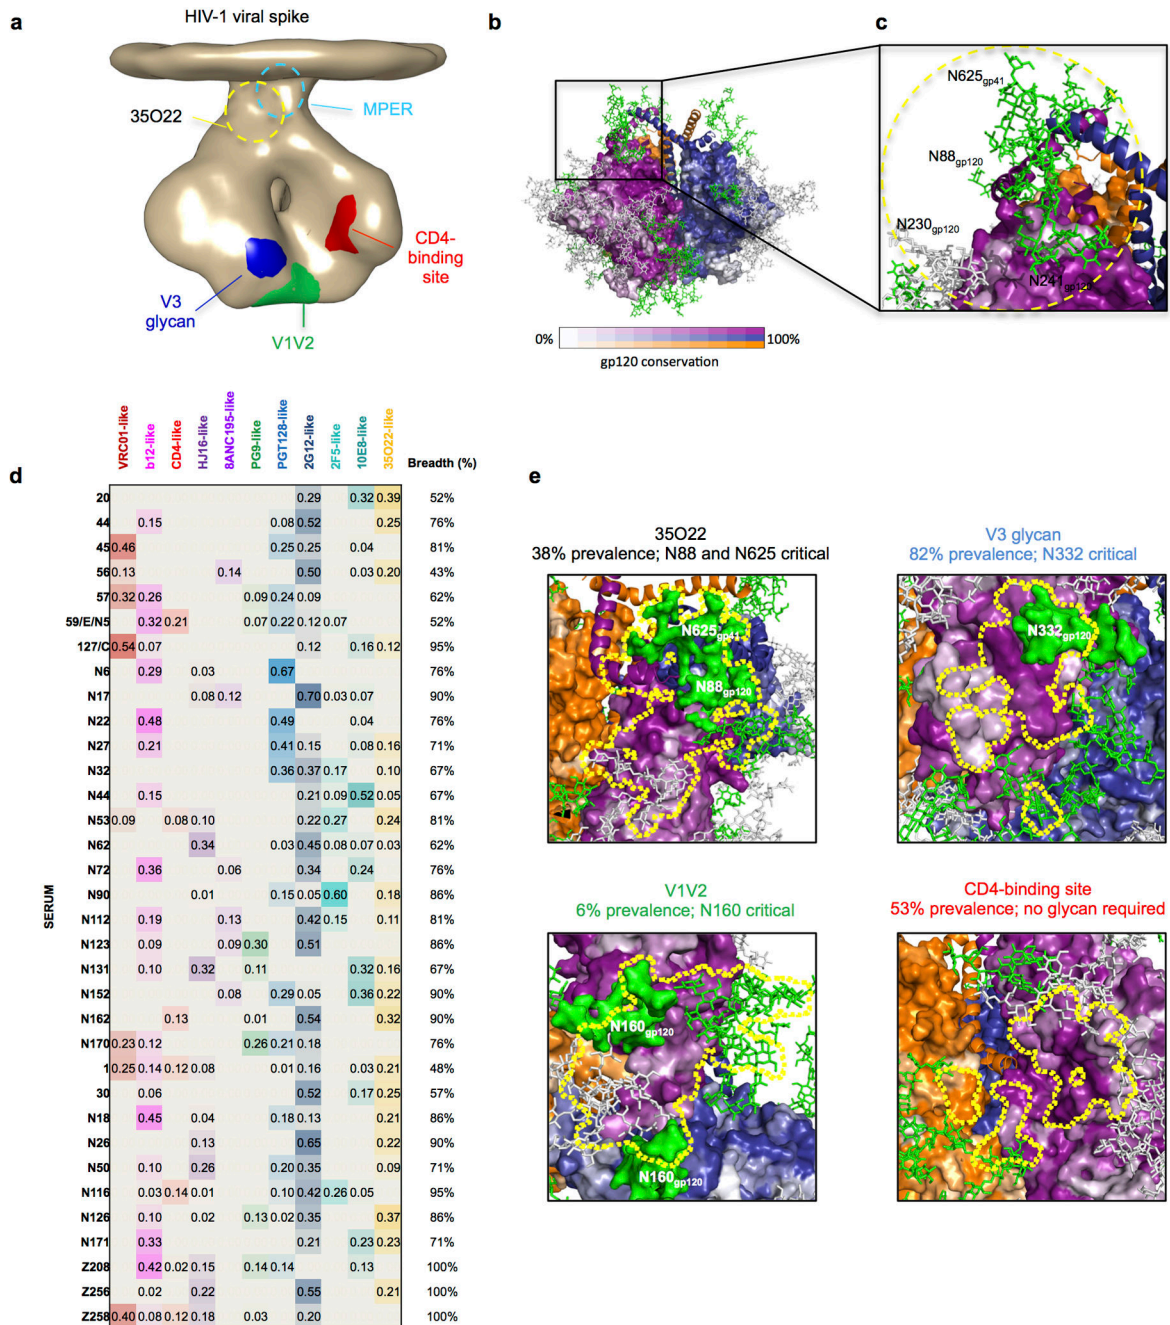 a
HIV-1 viral spike
35O22
MPER
CD4-
binding
site
V3
glycan
V1V2
b
0%
100%
gp120 conservation
c
N625gp41
N88gp120
N230gp120
N241gp120
d
VRC01-like b12-like CD4-like HJ16-like 8ANC195-like PG9-like PGT128-like 2G12-like 2F5-like 10E8-like 35O22-like Breadth (%)
SERUM
20 0.29 0.32 0.39 52%
44 0.15 0.08 0.52 0.25 76%
45 0.46 0.25 0.25 0.04 81%
56 0.13 0.14 0.50 0.03 0.20 43%
57 0.32 0.26 0.09 0.24 0.09 62%
59/E/N5 0.32 0.21 0.07 0.22 0.12 0.07 52%
127/C 0.54 0.07 0.12 0.16 0.12 95%
N6 0.29 0.03 0.67 76%
N17 0.08 0.12 0.70 0.03 0.07 90%
N22 0.48 0.49 0.04 76%
N27 0.21 0.41 0.15 0.08 0.16 71%
N32 0.36 0.37 0.17 0.10 67%
N44 0.15 0.21 0.09 0.52 0.05 67%
N53 0.09 0.08 0.10 0.22 0.27 0.24 81%
N62 0.34 0.03 0.45 0.08 0.07 0.03 62%
N72 0.36 0.06 0.34 0.24 76%
N90 0.01 0.15 0.05 0.60 0.18 86%
N112 0.19 0.13 0.42 0.15 0.11 81%
N123 0.09 0.09 0.30 0.51 86%
N131 0.10 0.32 0.11 0.32 0.16 67%
N152 0.08 0.29 0.05 0.36 0.22 90%
N162 0.13 0.01 0.54 0.32 90%
N170 0.23 0.12 0.26 0.21 0.18 76%
1 0.25 0.14 0.12 0.08 0.01 0.16 0.03 0.21 48%
30 0.06 0.52 0.17 0.25 57%
N18 0.45 0.04 0.18 0.13 0.21 86%
N26 0.13 0.65 0.22 90%
N50 0.10 0.26 0.20 0.35 0.09 71%
N116 0.03 0.14 0.01 0.10 0.42 0.26 0.05 95%
N126 0.10 0.02 0.13 0.02 0.35 0.37 86%
N171 0.33 0.21 0.23 0.23 71%
Z208 0.42 0.02 0.15 0.14 0.14 0.13 100%
Z256 0.02 0.22 0.55 0.21 100%
Z258 0.40 0.08 0.12 0.18 0.03 0.20 100%
e
35O22
38% prevalence; N88 and N625 critical
N625gp41
N88gp120
V3 glycan
82% prevalence; N332 critical
N332gp120
V1V2
6% prevalence; N160 critical
N160gp120
N160gp120
CD4-binding site
53% prevalence; no glycan required